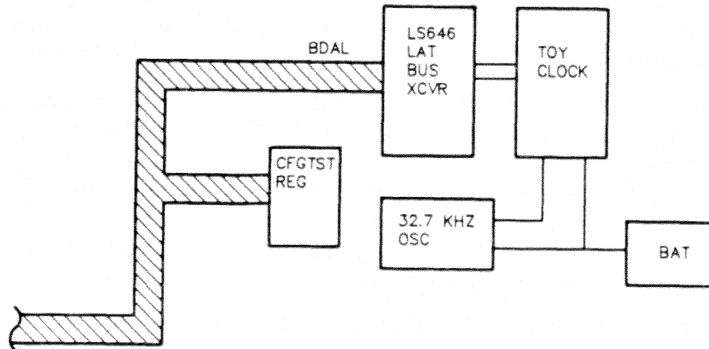 BDAL
LS646
LAT
BUS
XCVR
TOY
CLOCK
CFGTST
REG
32.7 KHZ
OSC
BAT